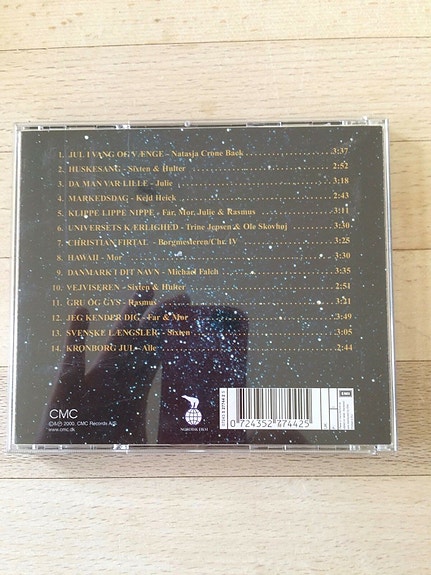 1. JUL I VANG OG VÆNGE - Natasja Crone Back 3:37
2. HUSKESANG - Sixten & Hulter 2:52
3. DA MAN VAR LILLE - Julie 3:18
4. MARKEDSDAG - Keld Heick 2:43
5. KLIPPE LIPPE NIPPE - Far, Mor, Julie & Rasmus 3:11
6. UNIVERSETS KÆRLIGHED - Trine Jepsen & Ole Skovhøj 3:30
7. CHRISTIAN FIRTAL - Borgmesteren/Chr. IV 3:25
8. HAWAII - Mor 3:30
9. DANMARK I DIT NAVN - Michael Falch 3:35
10. VEJVISEREN - Sixten & Hulter 2:51
11. GRU OG GYS - Rasmus 3:21
12. JEG KENDER DIG - Far & Mor 3:49
13. SVENSKE LÆNGSLER - Sixten 3:05
14. KRONBORG JUL - Alle 2:44
CMC
©&℗ 2000. CMC Records A/S.
www.cmc.dk
NORDISK FILM
EMI
0 724352 774425